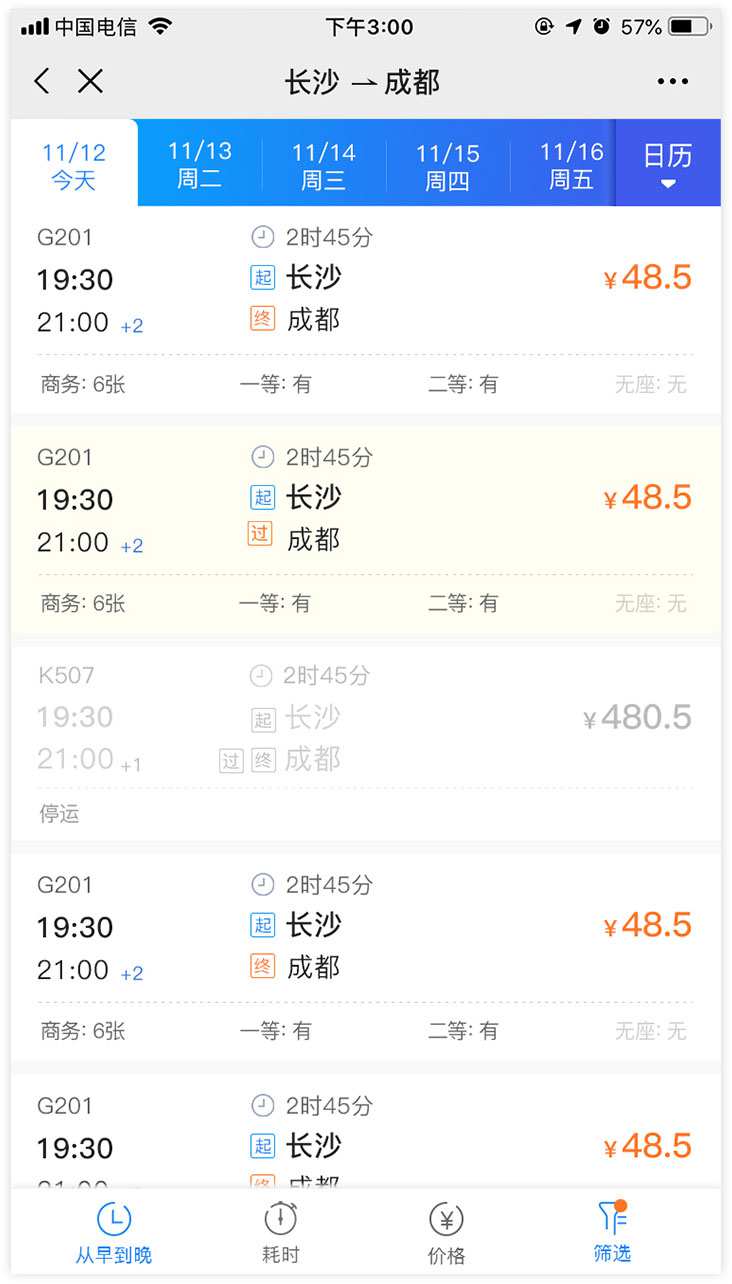 中国电信 下午3:00 57%
长沙 → 成都
11/12 11/13 11/14 11/15 11/16 日历
今天 周二 周三 周四 周五
G201 2时45分
19:30 起 长沙 ¥48.5
21:00 +2 终 成都
商务: 6张 一等: 有 二等: 有 无座: 无
G201 2时45分
19:30 起 长沙 ¥48.5
21:00 +2 过 成都
商务: 6张 一等: 有 二等: 有 无座: 无
K507 2时45分
19:30 起 长沙 ¥480.5
21:00 +1 过 终 成都
停运
G201 2时45分
19:30 起 长沙 ¥48.5
21:00 +2 终 成都
商务: 6张 一等: 有 二等: 有 无座: 无
G201 2时45分
19:30 起 长沙 ¥48.5
从早到晚 耗时 价格 筛选